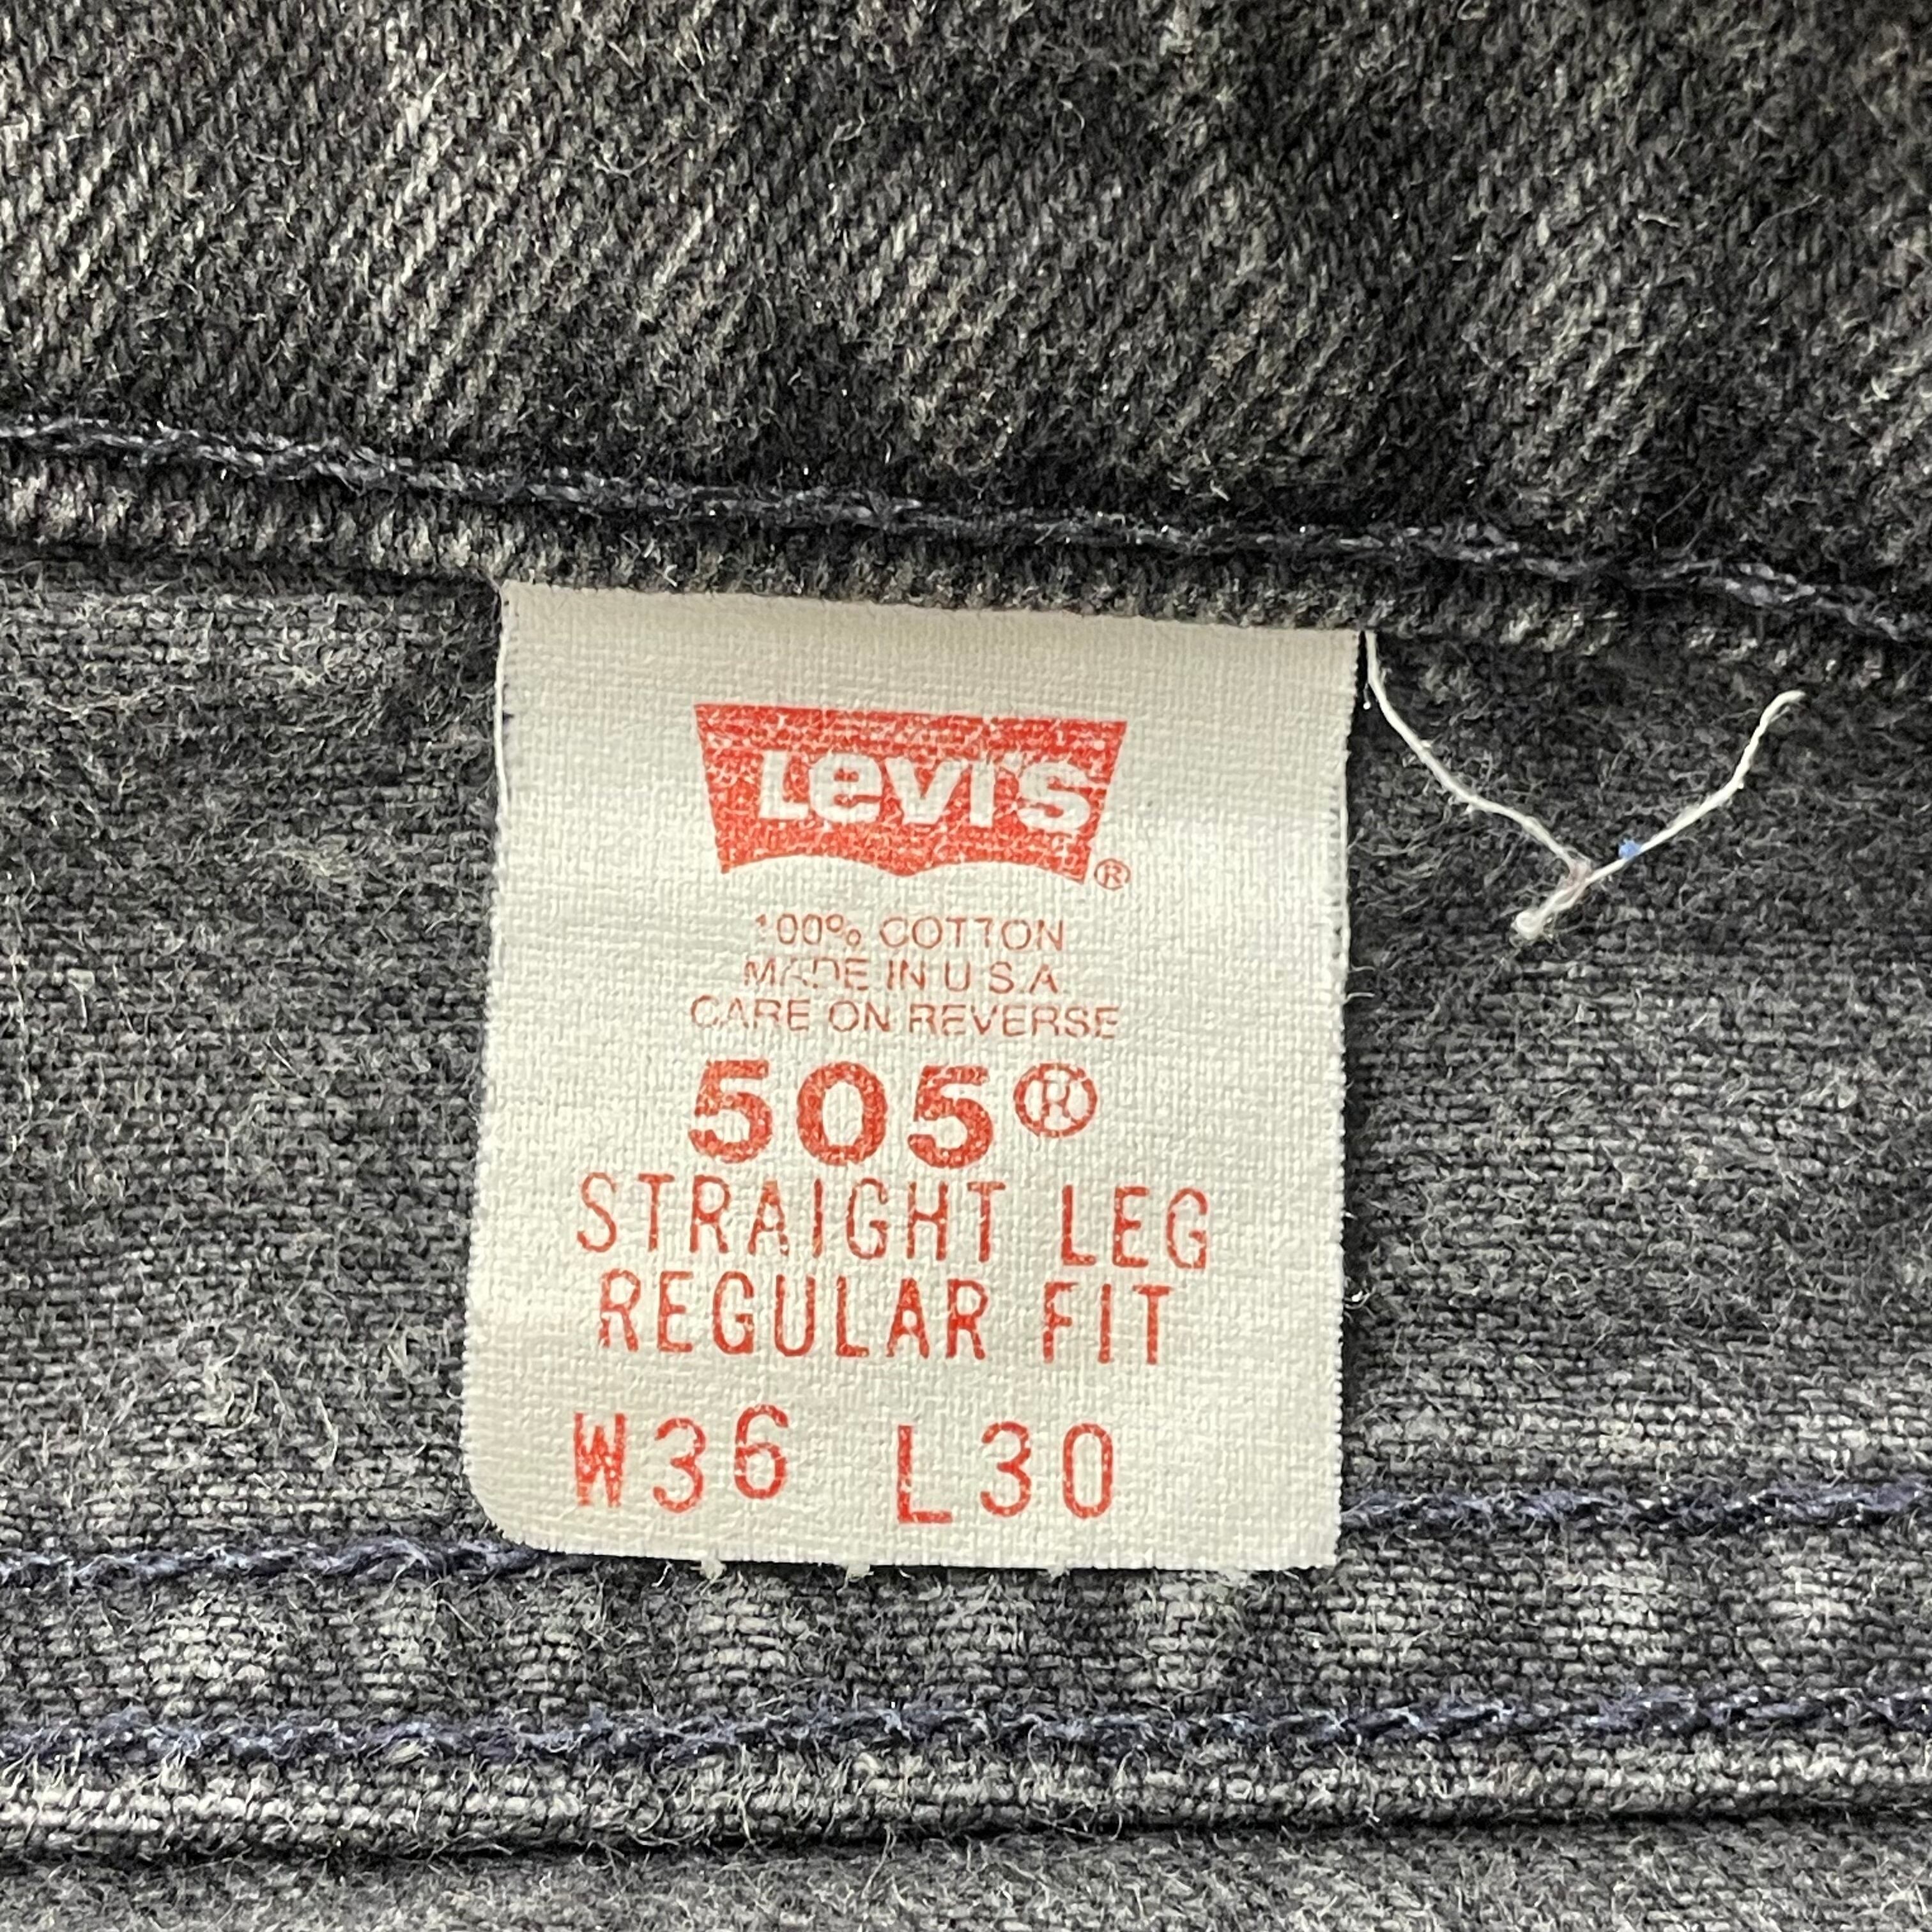 Levi's ®
100% COTTON
MADE IN U.S.A.
CARE ON REVERSE
505®
STRAIGHT LEG
REGULAR FIT
W36 L30